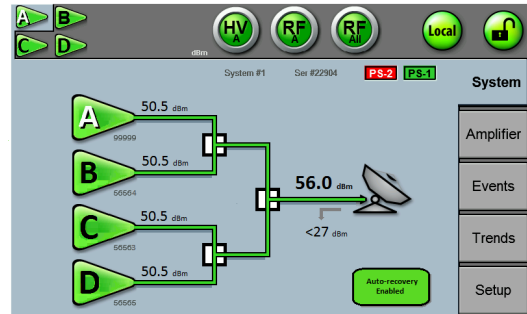 A B
C D
dBm
HV
A
RF
A
RF
All
Local
System #1 Ser #22904 PS-2 PS-1
System
Amplifier
Events
Trends
Setup
A 50.5 dBm
99999
B 50.5 dBm
56564
C 50.5 dBm
56563
D 50.5 dBm
56565
56.0 dBm
<27 dBm
Auto-recovery
Enabled